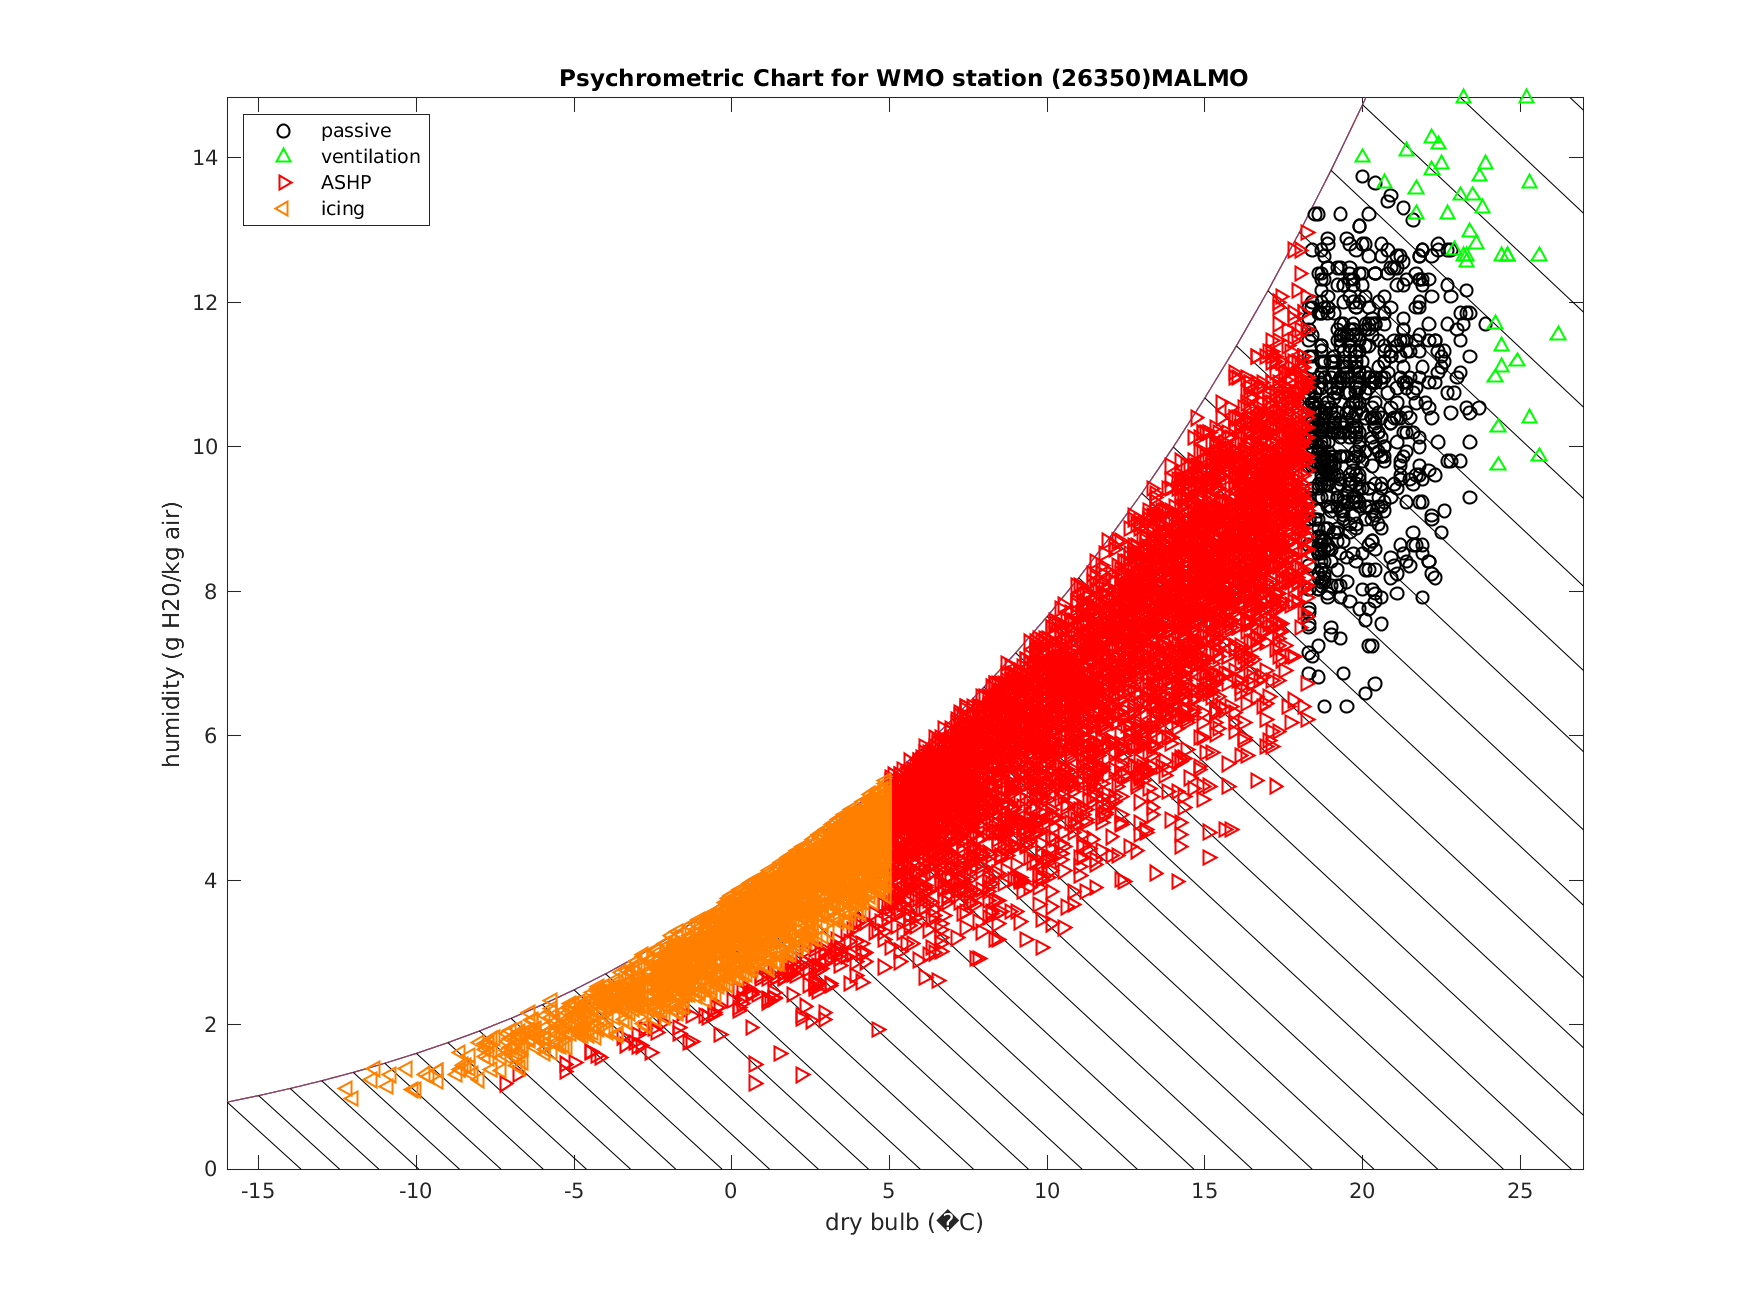 Psychrometric Chart for WMO station (26350)MALMO
passive
ventilation
ASHP
icing
humidity (g H20/kg air)
14
12
10
8
6
4
2
0
-15 -10 -5 0 5 10 15 20 25
dry bulb (�C)